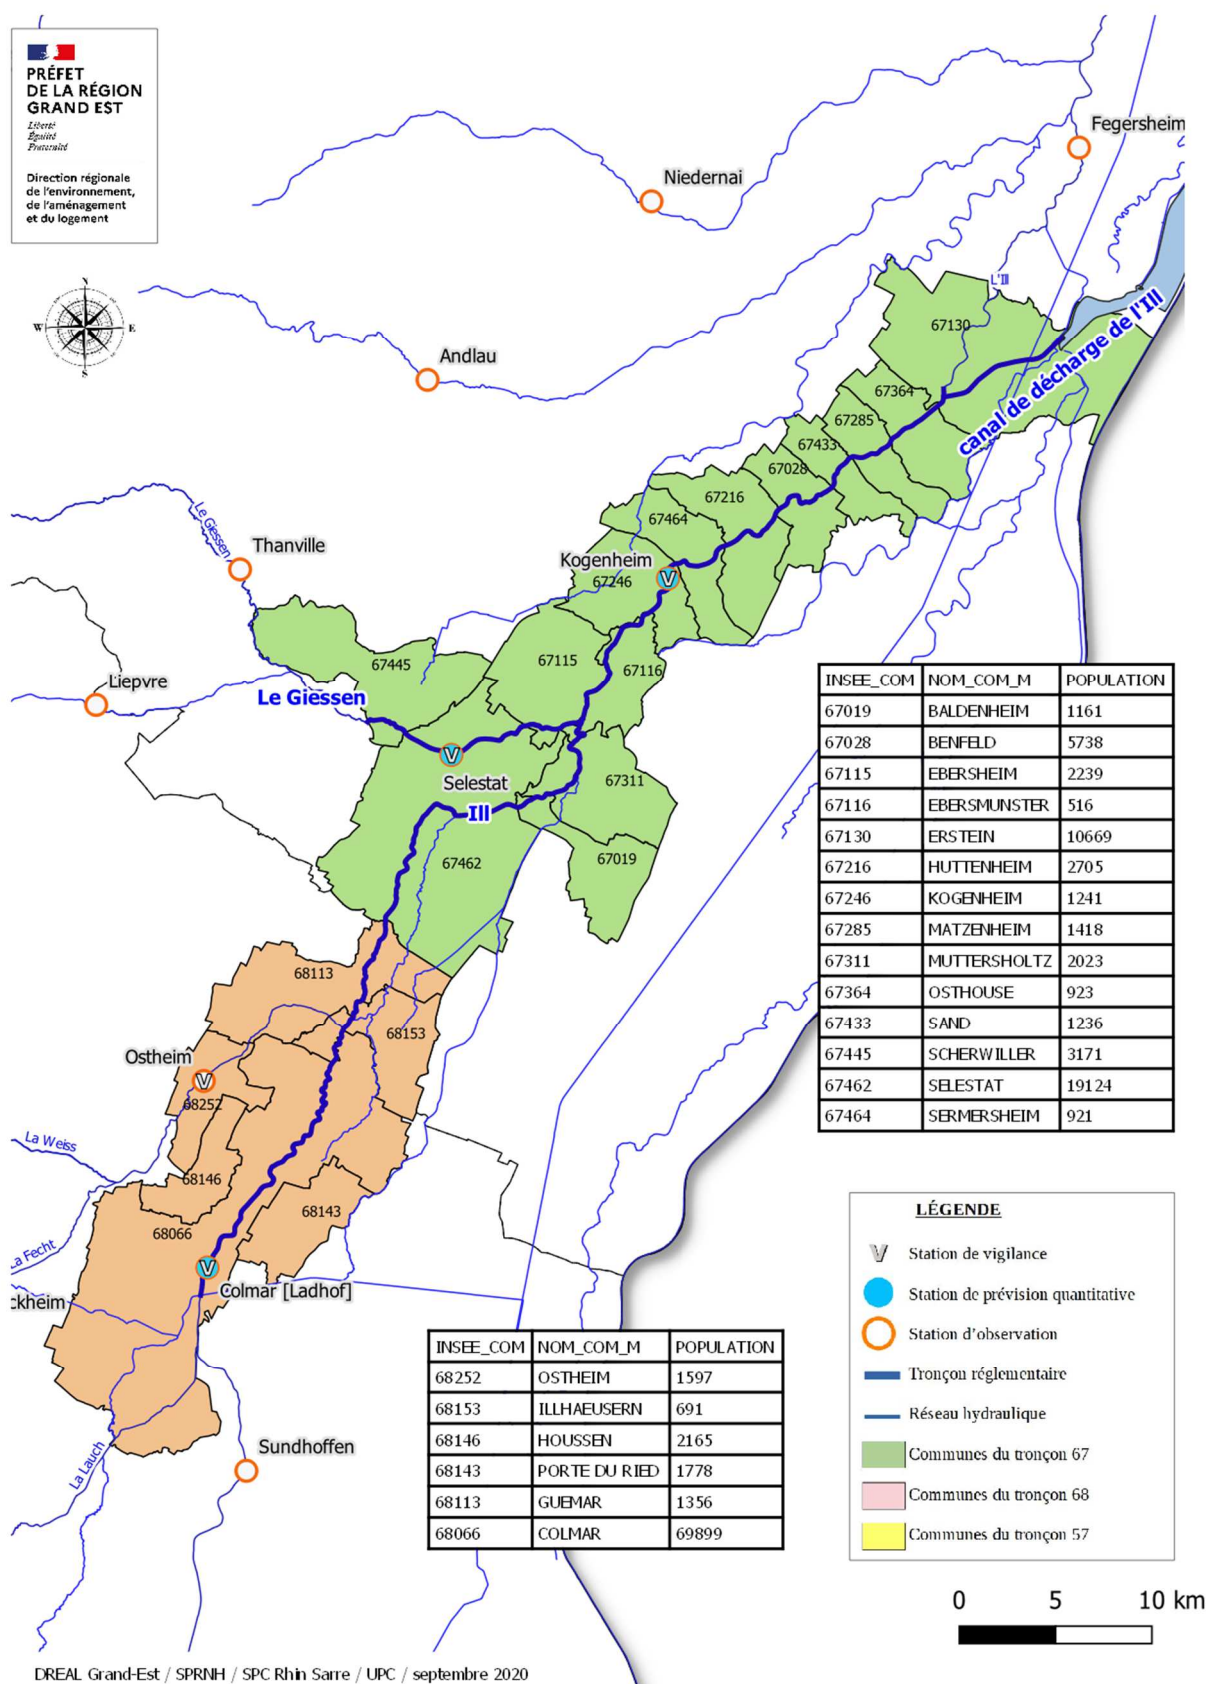 PRÉFET
DE LA RÉGION
GRAND EST
Liberté
Égalité
Fraternité
Direction régionale
de l'environnement,
de l'aménagement
et du logement
N
W E
S
Fegersheim
Niedernai
L'Ill
67130
canal de décharge de l'Ill
Andlau
67364
67285
67433
67028
67216
67464
Le Giessen
Thanville
Kogenheim
V
67246
67445
67115
67116
Liepvre
Le Giessen
V
Selestat
67311
Ill
67462
67019
INSEE_COM NOM_COM_M POPULATION
67019 BALDENHEIM 1161
67028 BENFELD 5738
67115 EBERSHEIM 2239
67116 EBERSMUNSTER 516
67130 ERSTEIN 10669
67216 HUTTENHEIM 2705
67246 KOGENHEIM 1241
67285 MATZENHEIM 1418
67311 MUTTERSHOLTZ 2023
67364 OSTHOUSE 923
67433 SAND 1236
67445 SCHERWILLER 3171
67462 SELESTAT 19124
67464 SERMERSHEIM 921
68113
68153
Ostheim
V
68252
La Weiss
68146
68143
68066
La Fecht
V
Colmar [Ladhof]
ckheim
Sundhoffen
La Lauch
INSEE_COM NOM_COM_M POPULATION
68252 OSTHEIM 1597
68153 ILLHAEUSERN 691
68146 HOUSSEN 2165
68143 PORTE DU RIED 1778
68113 GUEMAR 1356
68066 COLMAR 69899
LÉGENDE
V Station de vigilance
Station de prévision quantitative
Station d'observation
Tronçon réglementaire
Réseau hydraulique
Communes du tronçon 67
Communes du tronçon 68
Communes du tronçon 57
0 5 10 km
DREAL Grand-Est / SPRNH / SPC Rhin Sarre / UPC / septembre 2020